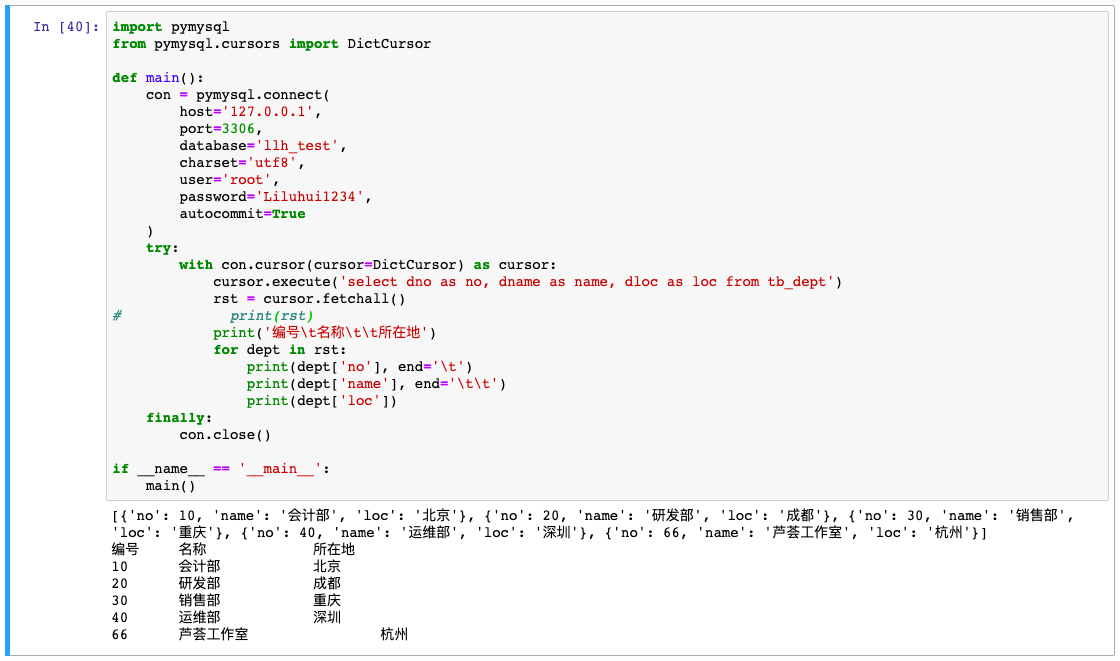 In [40]:
import pymysql
from pymysql.cursors import DictCursor

def main():
    con = pymysql.connect(
        host='127.0.0.1',
        port=3306,
        database='llh_test',
        charset='utf8',
        user='root',
        password='Liluhui1234',
        autocommit=True
    )
    try:
        with con.cursor(cursor=DictCursor) as cursor:
            cursor.execute('select dno as no, dname as name, dloc as loc from tb_dept')
            rst = cursor.fetchall()
#             print(rst)
            print('编号\t名称\t\t所在地')
            for dept in rst:
                print(dept['no'], end='\t')
                print(dept['name'], end='\t\t')
                print(dept['loc'])
    finally:
        con.close()

if __name__ == '__main__':
    main()
[{'no': 10, 'name': '会计部', 'loc': '北京'}, {'no': 20, 'name': '研发部', 'loc': '成都'}, {'no': 30, 'name': '销售部',
'loc': '重庆'}, {'no': 40, 'name': '运维部', 'loc': '深圳'}, {'no': 66, 'name': '芦荟工作室', 'loc': '杭州'}]
编号	名称		所在地
10	会计部		北京
20	研发部		成都
30	销售部		重庆
40	运维部		深圳
66	芦荟工作室		杭州